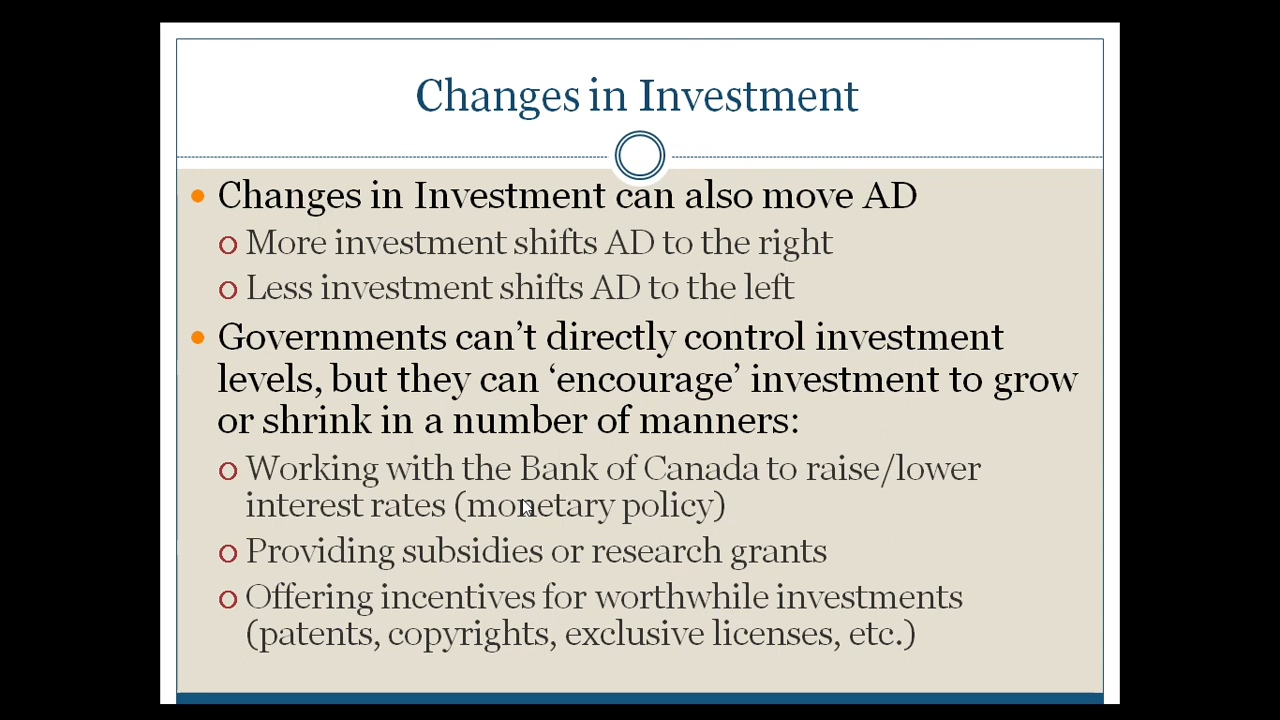 Changes in Investment
Changes in Investment can also move AD
More investment shifts AD to the right
Less investment shifts AD to the left
Governments can’t directly control investment
levels, but they can ‘encourage’ investment to grow
or shrink in a number of manners:
Working with the Bank of Canada to raise/lower
interest rates (monetary policy)
Providing subsidies or research grants
Offering incentives for worthwhile investments
(patents, copyrights, exclusive licenses, etc.)